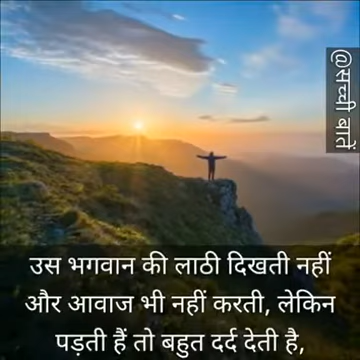 @सच्ची बातें
उस भगवान की लाठी दिखती नहीं
और आवाज भी नहीं करती, लेकिन
पड़ती हैं तो बहुत दर्द देती है,